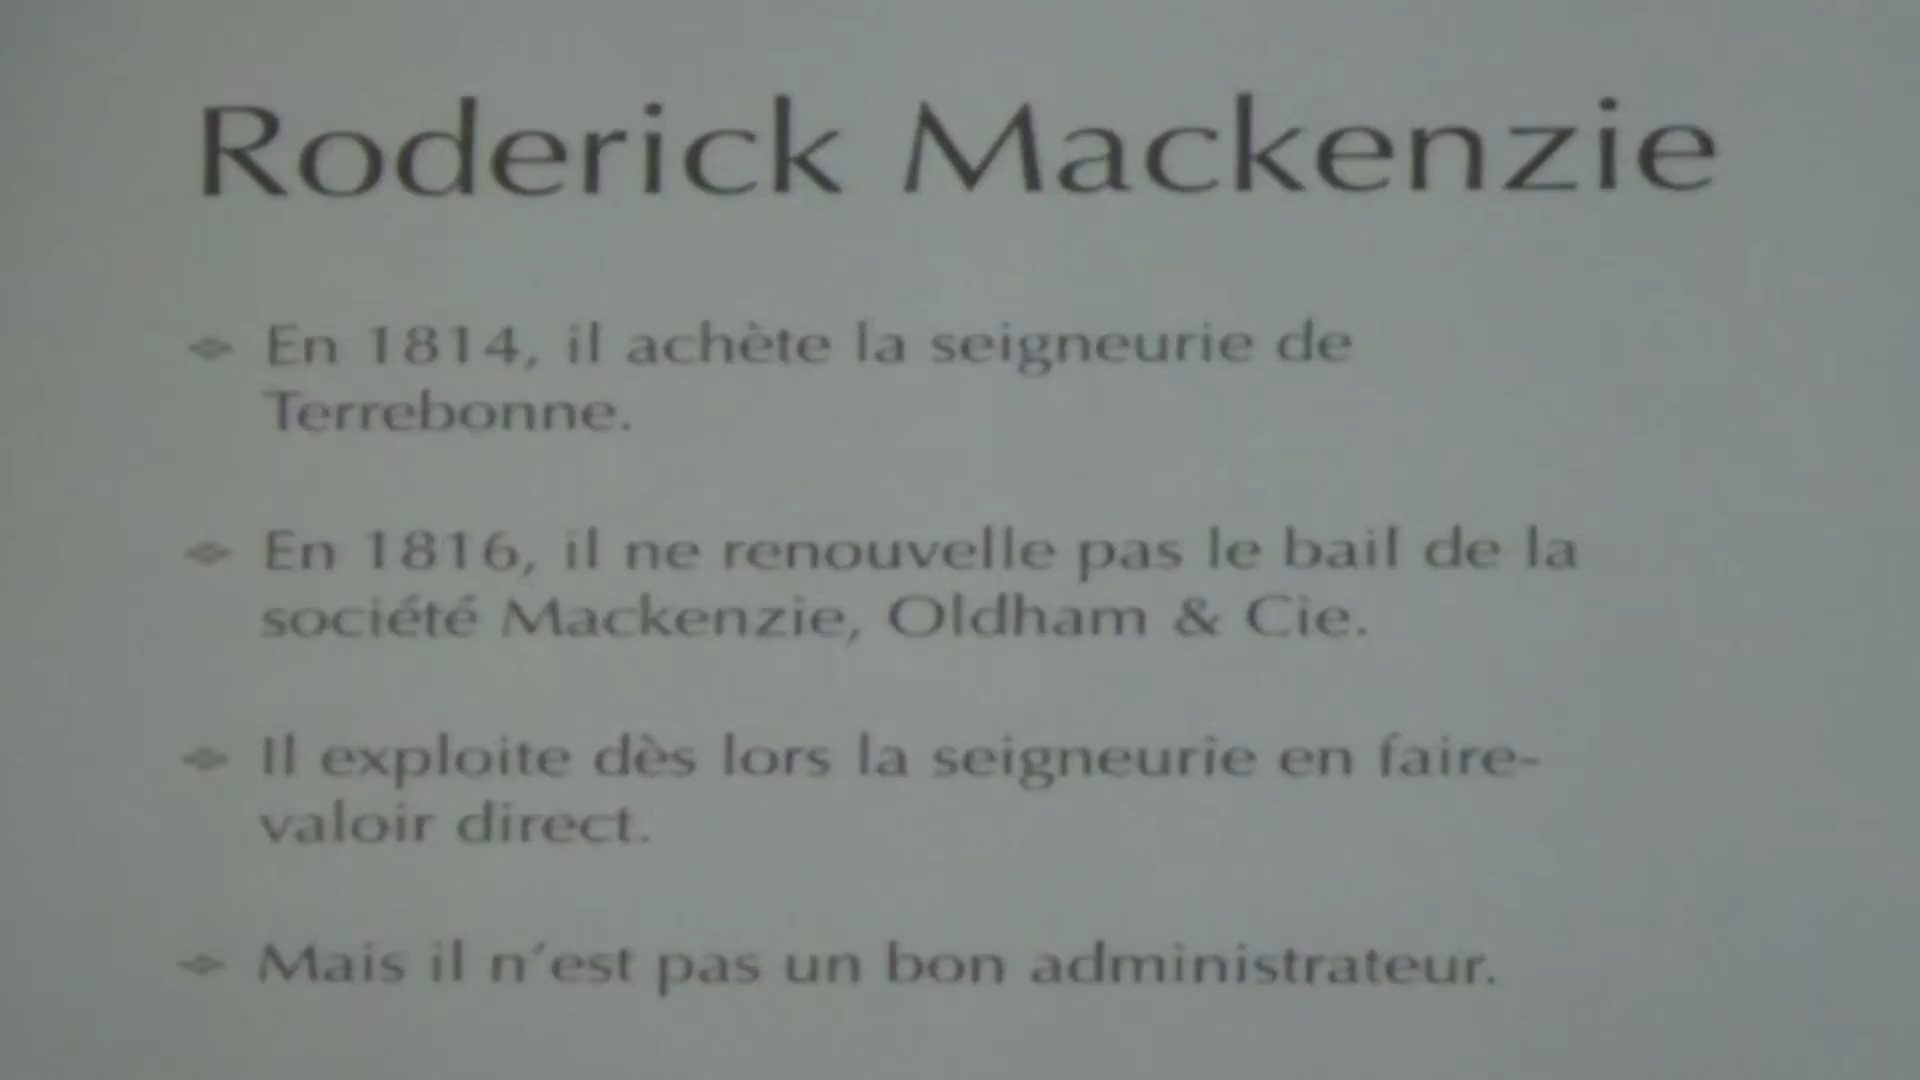 Roderick Mackenzie
En 1814, il achète la seigneurie de
Terrebonne.
En 1816, il ne renouvelle pas le bail de la
société Mackenzie, Oldham & Cie.
Il exploite dès lors la seigneurie en faire-
valoir direct.
Mais il n'est pas un bon administrateur.